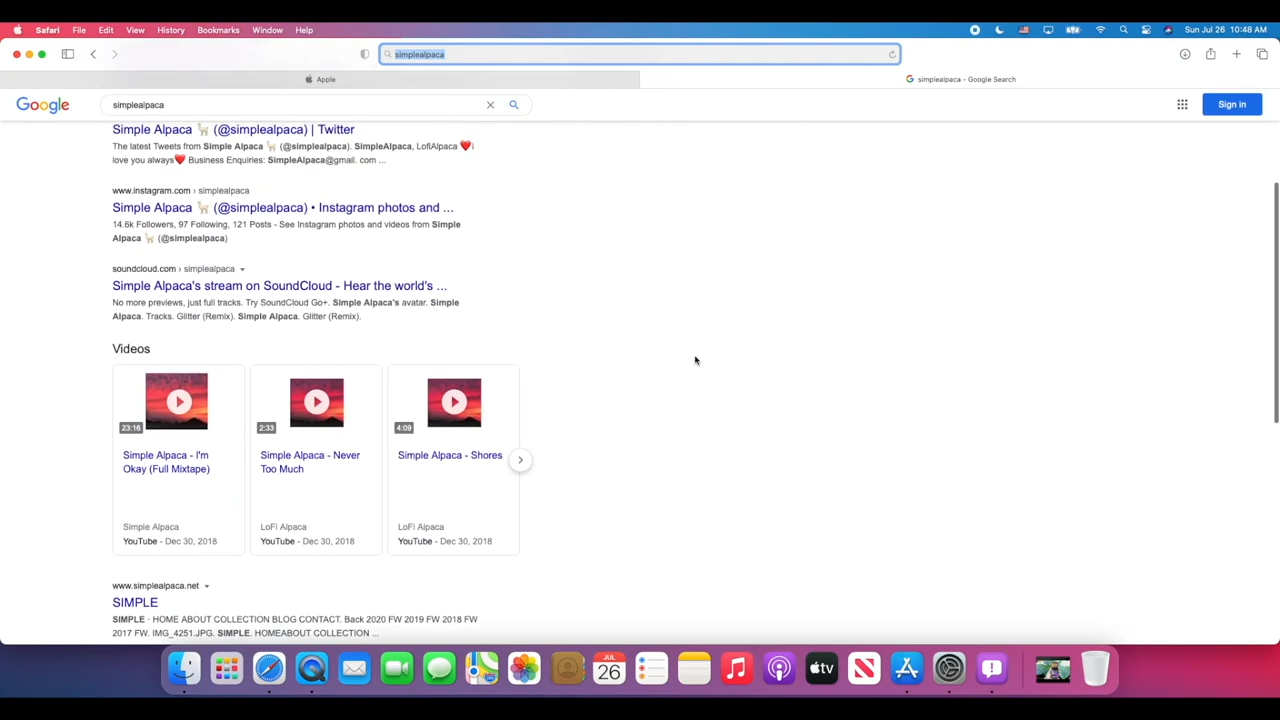 Safari File Edit View History Bookmarks Window Help Sun Jul 26 10:48 AM
simplealpaca
Apple simplealpaca - Google Search
Google simplealpaca Sign in
Simple Alpaca 🦙 (@simplealpaca) | Twitter
The latest Tweets from Simple Alpaca 🦙 (@simplealpaca). SimpleAlpaca, LofiAlpaca ❤️i
love you always❤️ Business Enquiries: SimpleAlpaca@gmail. com ...
www.instagram.com › simplealpaca
Simple Alpaca 🦙 (@simplealpaca) • Instagram photos and ...
14.6k Followers, 97 Following, 121 Posts - See Instagram photos and videos from Simple
Alpaca 🦙 (@simplealpaca)
soundcloud.com › simplealpaca
Simple Alpaca's stream on SoundCloud - Hear the world's ...
No more previews, just full tracks. Try SoundCloud Go+. Simple Alpaca's avatar. Simple
Alpaca. Tracks. Glitter (Remix). Simple Alpaca. Glitter (Remix).
Videos
23:16 2:33 4:09
Simple Alpaca - I'm Simple Alpaca - Never Simple Alpaca - Shores
Okay (Full Mixtape) Too Much
Simple Alpaca LoFi Alpaca LoFi Alpaca
YouTube - Dec 30, 2018 YouTube - Dec 30, 2018 YouTube - Dec 30, 2018
www.simplealpaca.net
SIMPLE
SIMPLE · HOME ABOUT COLLECTION BLOG CONTACT. Back 2020 FW 2019 FW 2018 FW
2017 FW. IMG_4251.JPG. SIMPLE. HOMEABOUT COLLECTION ...
JUL
26
tv